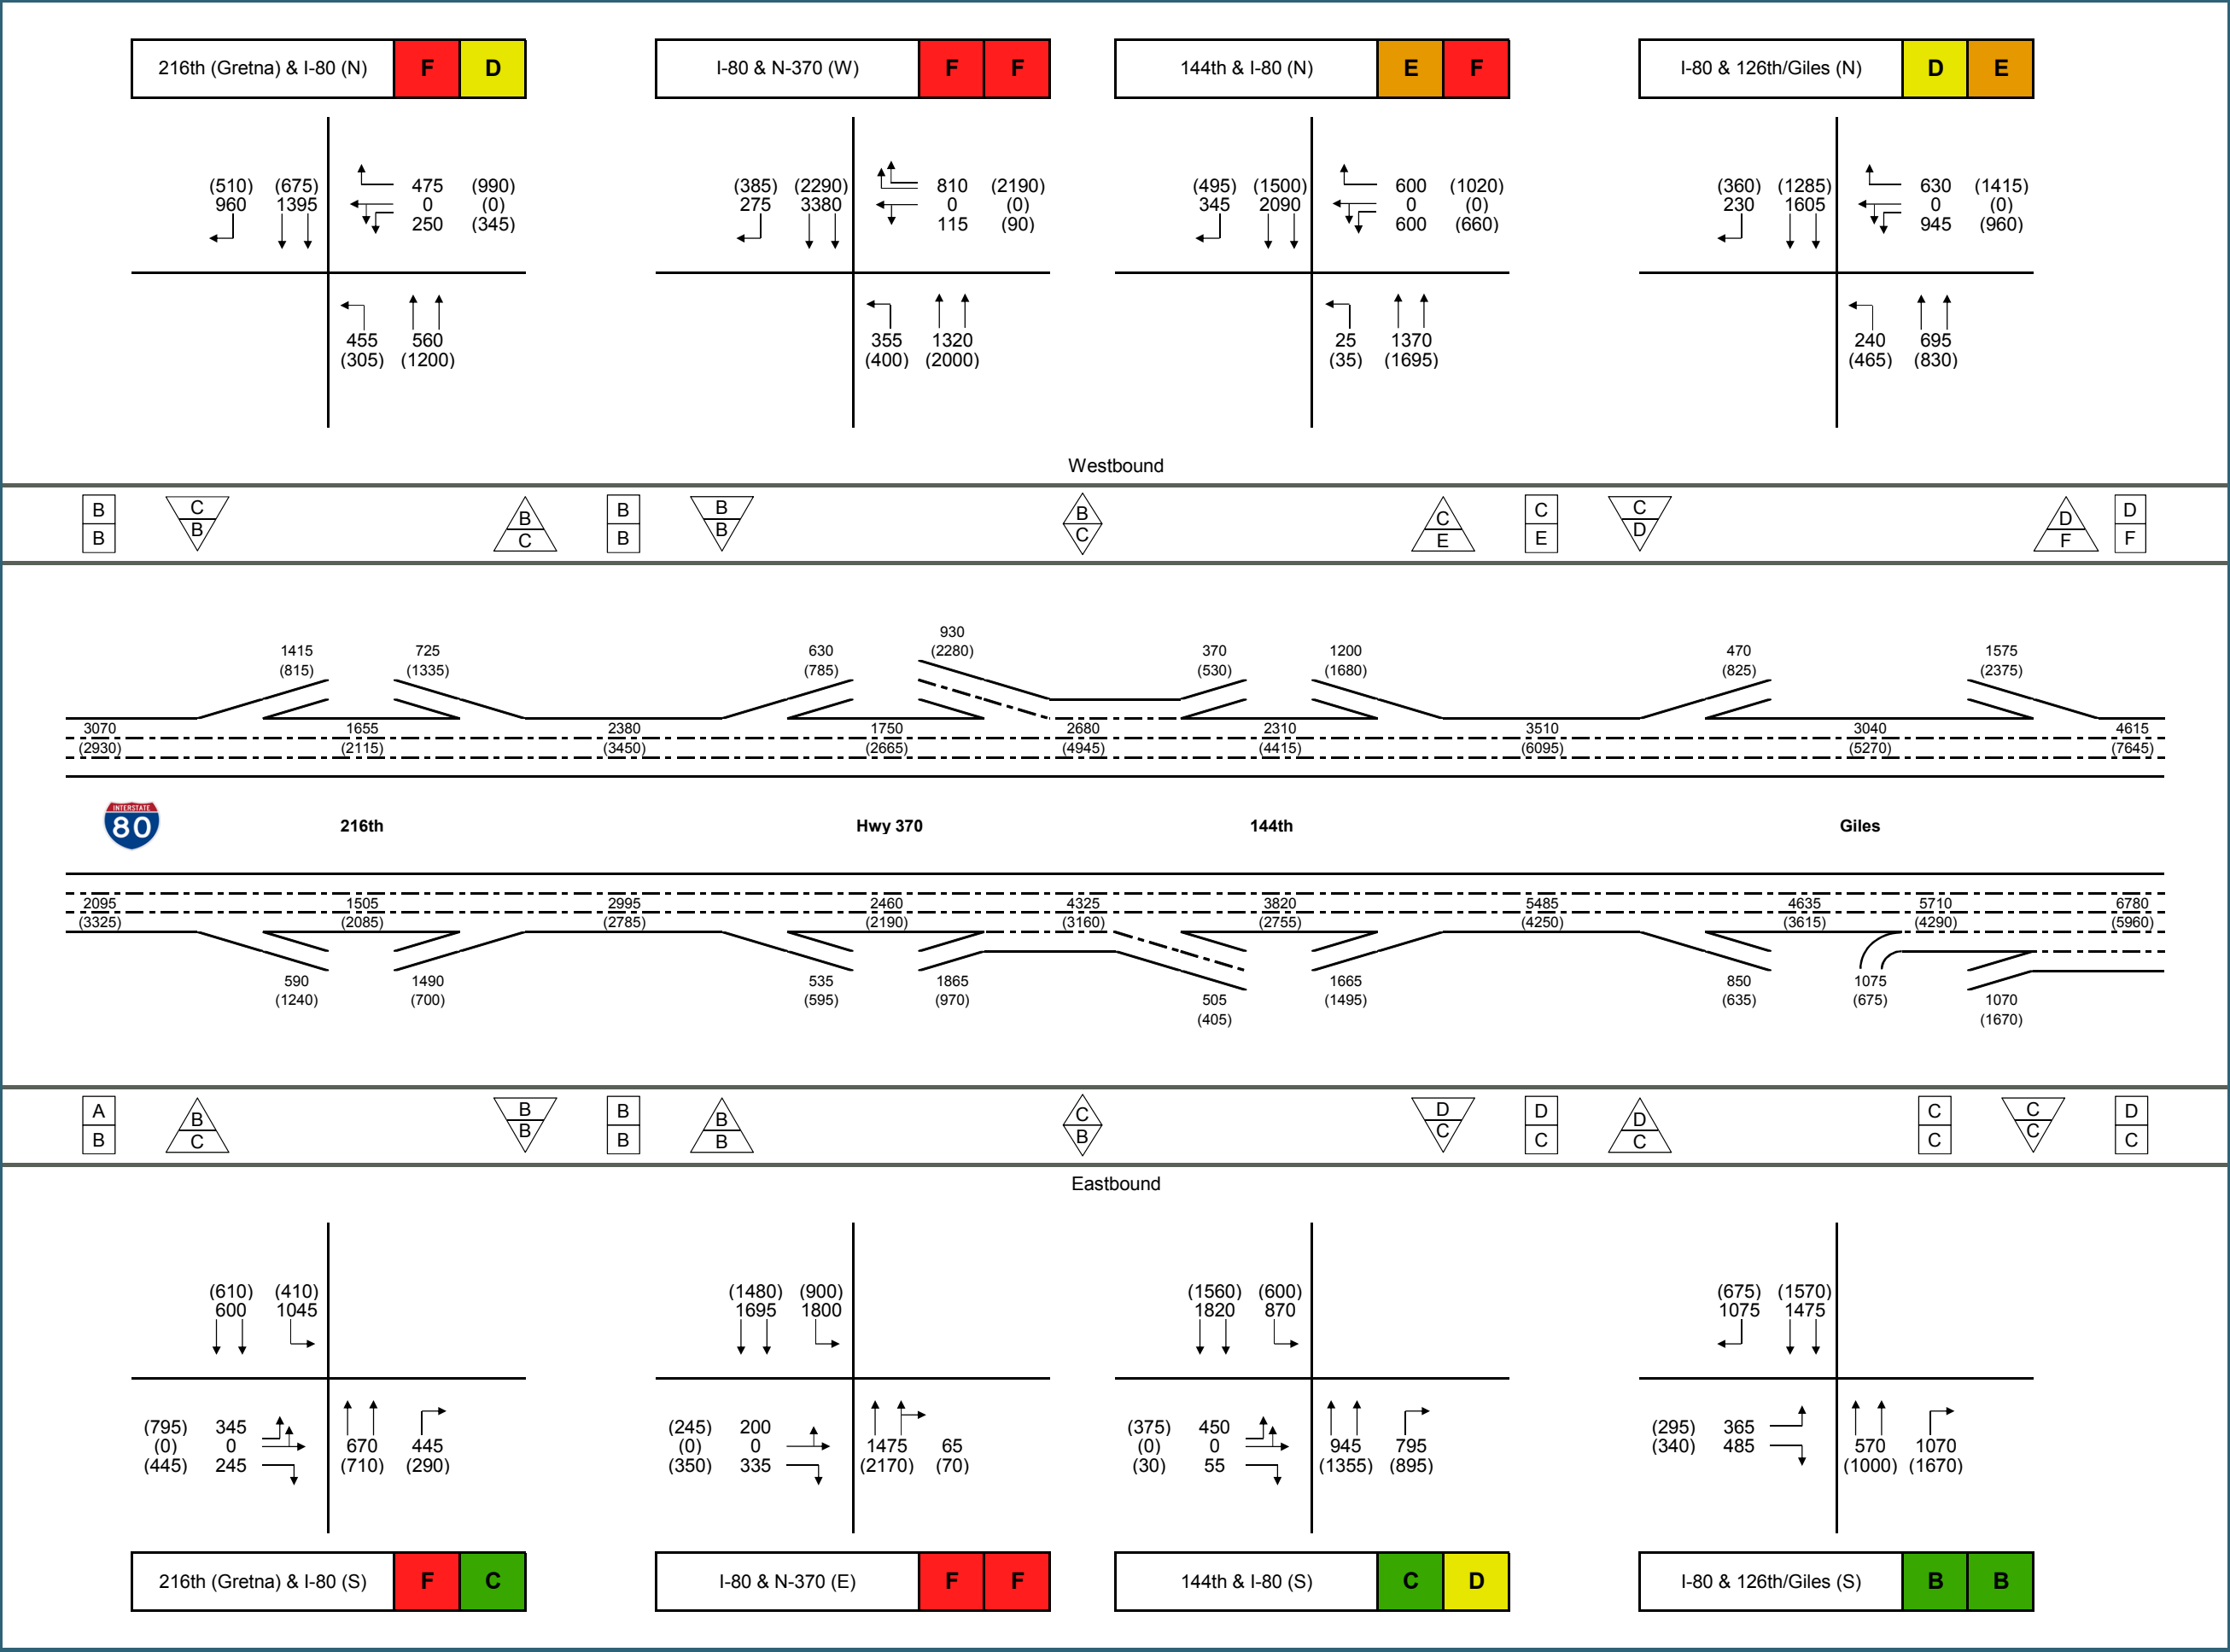 216th (Gretna) & I-80 (N) F D
I-80 & N-370 (W) F F
144th & I-80 (N) E F
I-80 & 126th/Giles (N) D E
(510) (675) 475 (990)
960 1395 0 (0)
250 (345)
455 560
(305) (1200)
(385) (2290) 810 (2190)
275 3380 0 (0)
115 (90)
355 1320
(400) (2000)
(495) (1500) 600 (1020)
345 2090 0 (0)
600 (660)
25 1370
(35) (1695)
(360) (1285) 630 (1415)
230 1605 0 (0)
945 (960)
240 695
(465) (830)
Westbound
B C B B B B C C D D
B B C B B C E E D F F
930
1415 725 630 (2280) 370 1200 470 1575
(815) (1335) (785) (530) (1680) (825) (2375)
3070 1655 2380 1750 2680 2310 3510 3040 4615
(2930) (2115) (3450) (2665) (4945) (4415) (6095) (5270) (7645)
INTERSTATE
80
216th Hwy 370 144th Giles
2095 1505 2995 2460 4325 3820 5485 4635 5710 6780
(3325) (2085) (2785) (2190) (3160) (2755) (4250) (3615) (4290) (5960)
590 1490 535 1865 1665 850 1075
(1240) (700) (595) (970) 505 (1495) (635) (675) 1070
(405) (1670)
A B B B B C D D D C C D
B C B B B B C C C C C C
Eastbound
(610) (410)
600 1045
(795) 345
(0) 0 670 445
(445) 245 (710) (290)
(1480) (900)
1695 1800
(245) 200
(0) 0 1475 65
(350) 335 (2170) (70)
(1560) (600)
1820 870
(375) 450
(0) 0 945 795
(30) 55 (1355) (895)
(675) (1570)
1075 1475
(295) 365
(340) 485 570 1070
(1000) (1670)
216th (Gretna) & I-80 (S) F C
I-80 & N-370 (E) F F
144th & I-80 (S) C D
I-80 & 126th/Giles (S) B B